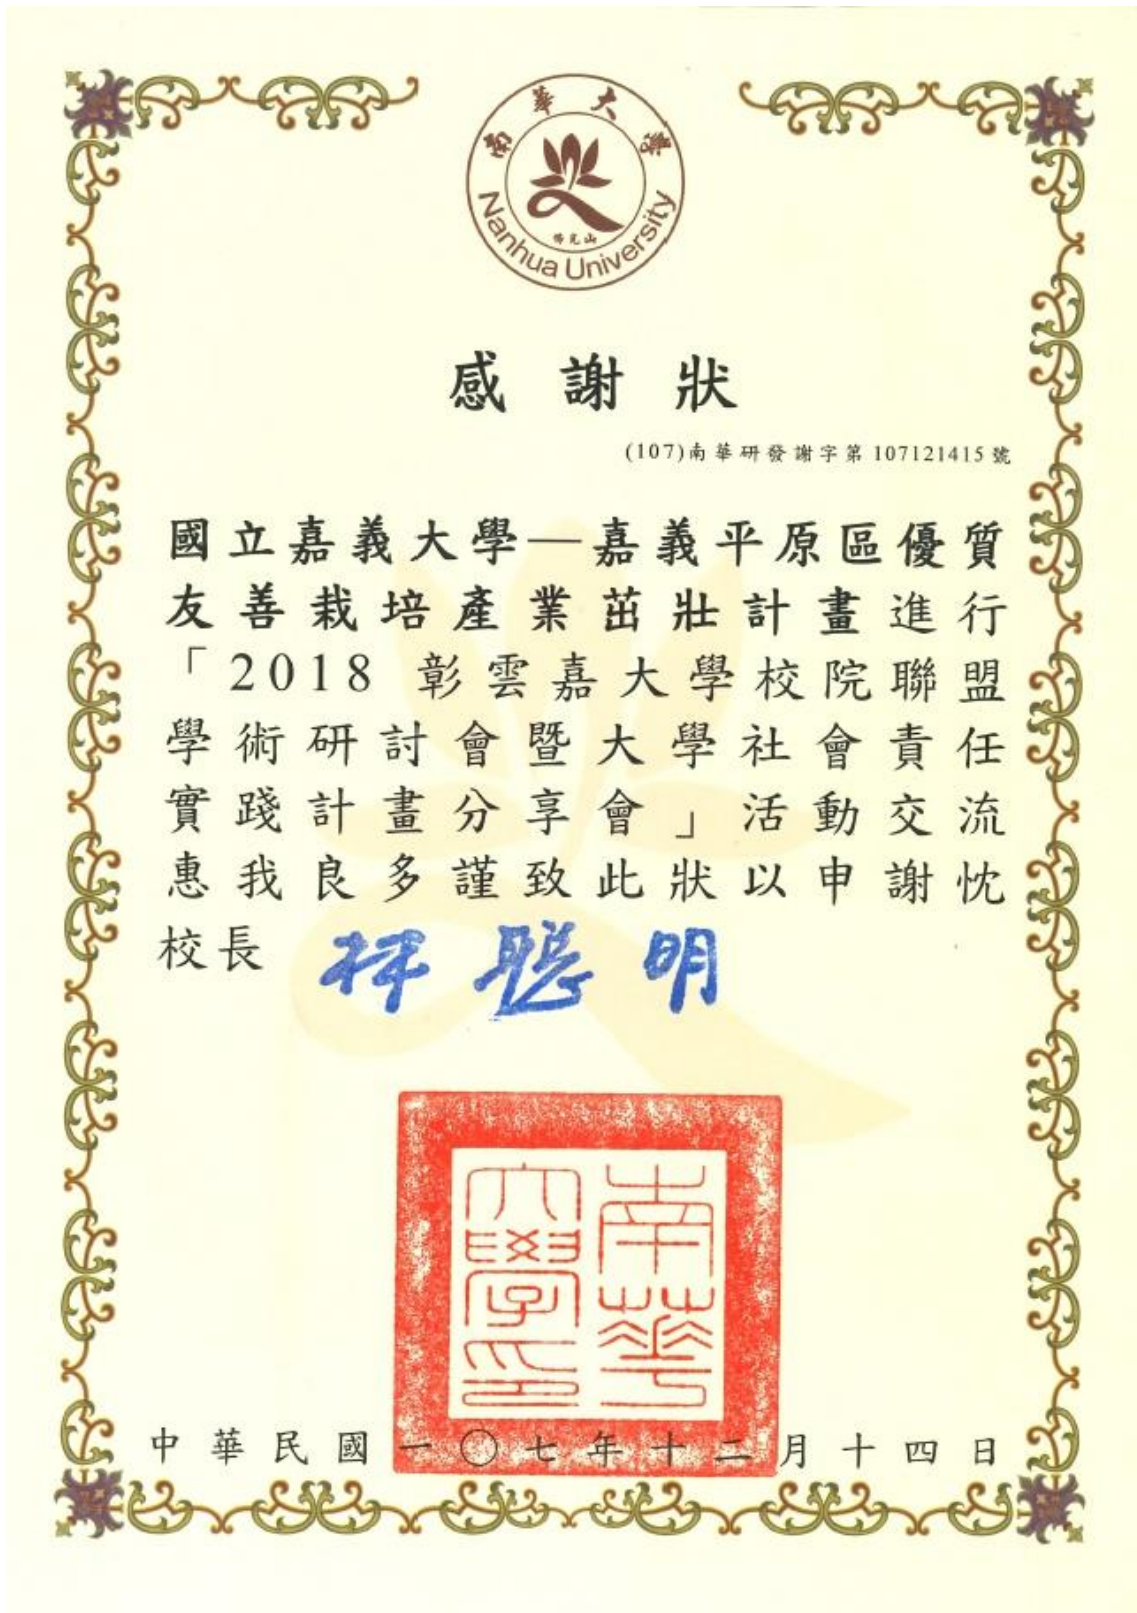 南華大學
佛光山
Nanhua University
感謝狀
(107)南華研發謝字第107121415號
國立嘉義大學—嘉義平原區優質
友善栽培產業茁壯計畫進行
「2018 彰雲嘉大學校院聯盟
學術研討會暨大學社會責任
實踐計畫分享會」活動交流
惠我良多謹致此狀以申謝忱
校長 林聰明
南華
大學印
中華民國一〇七年十二月十四日